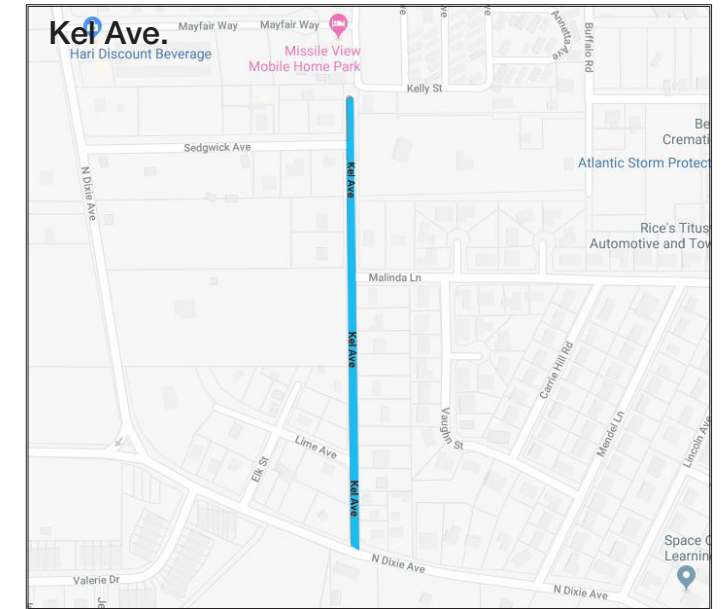 Kel Ave.
Mayfair Way
Mayfair Way
Hari Discount Beverage
Missile View
Mobile Home Park
Annetta Ave
Buffalo Rd
Kelly St
Sedgwick Ave
Be
Cremati
Atlantic Storm Protect
N Dixie Ave
Kel Ave
Rice's Titus
Automotive and Tow
Malinda Ln
Kel Ave
Carrie Hill Rd
Mendel Ln
Lincoln Ave
Vaughn St
Lime Ave
Elk St
Kel Ave
N Dixie Ave
Space C
Learnin
Valerie Dr
N Dixie Ave